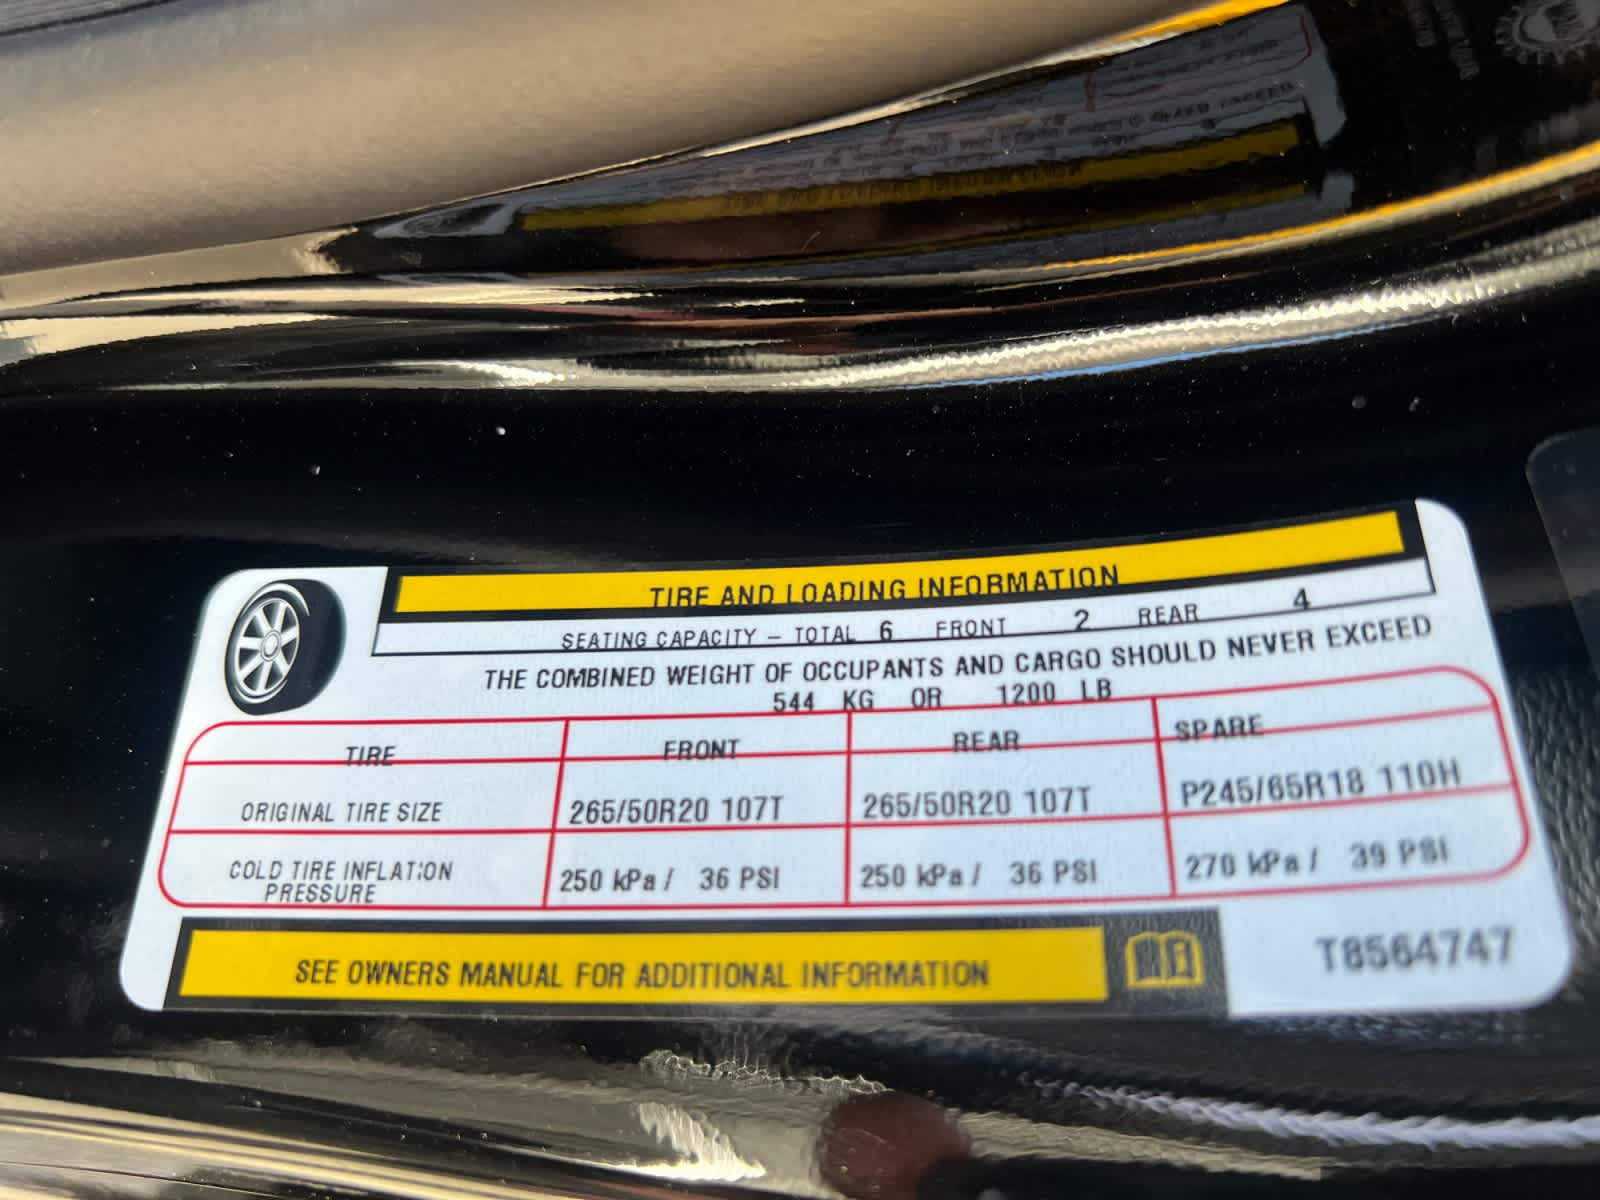 TIRE AND LOADING INFORMATION
SEATING CAPACITY – TOTAL 6 FRONT 2 REAR 4
THE COMBINED WEIGHT OF OCCUPANTS AND CARGO SHOULD NEVER EXCEED
544 KG OR 1200 LB
TIRE FRONT REAR SPARE
ORIGINAL TIRE SIZE 265/50R20 107T 265/50R20 107T P245/65R18 110H
COLD TIRE INFLATION PRESSURE 250 kPa / 36 PSI 250 kPa / 36 PSI 270 kPa / 39 PSI
SEE OWNERS MANUAL FOR ADDITIONAL INFORMATION
T8564747